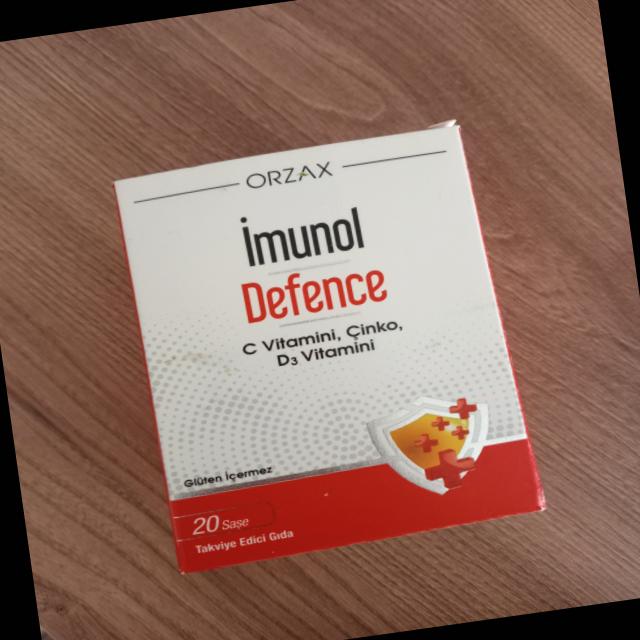 ORZAX
İmunol
Defence
C Vitamini, Çinko,
D₃ Vitamini
Glüten İçermez
20 Saşe
Takviye Edici Gıda